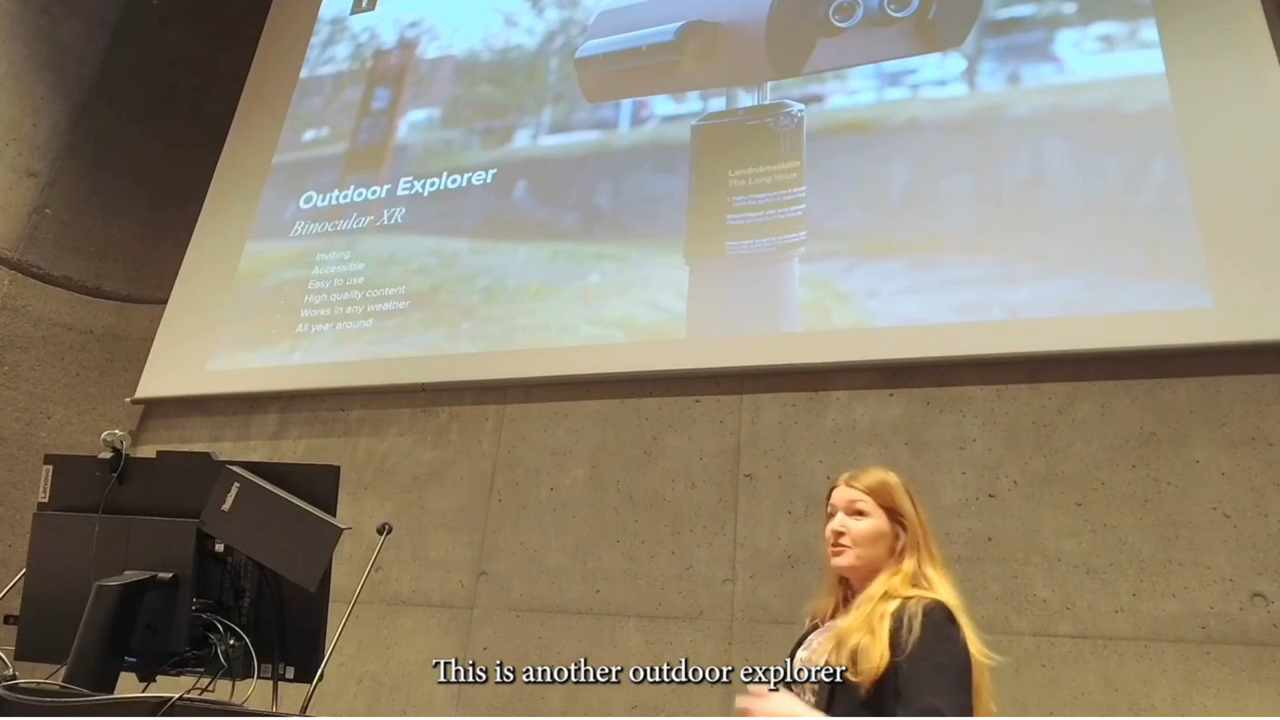 Outdoor Explorer
Binocular XR
Inviting
Accessible
Easy to use
High quality content
Works in any weather
All year around
Landnámsskálin
The Long House
Lenovo
ThinkCentre
This is another outdoor explorer